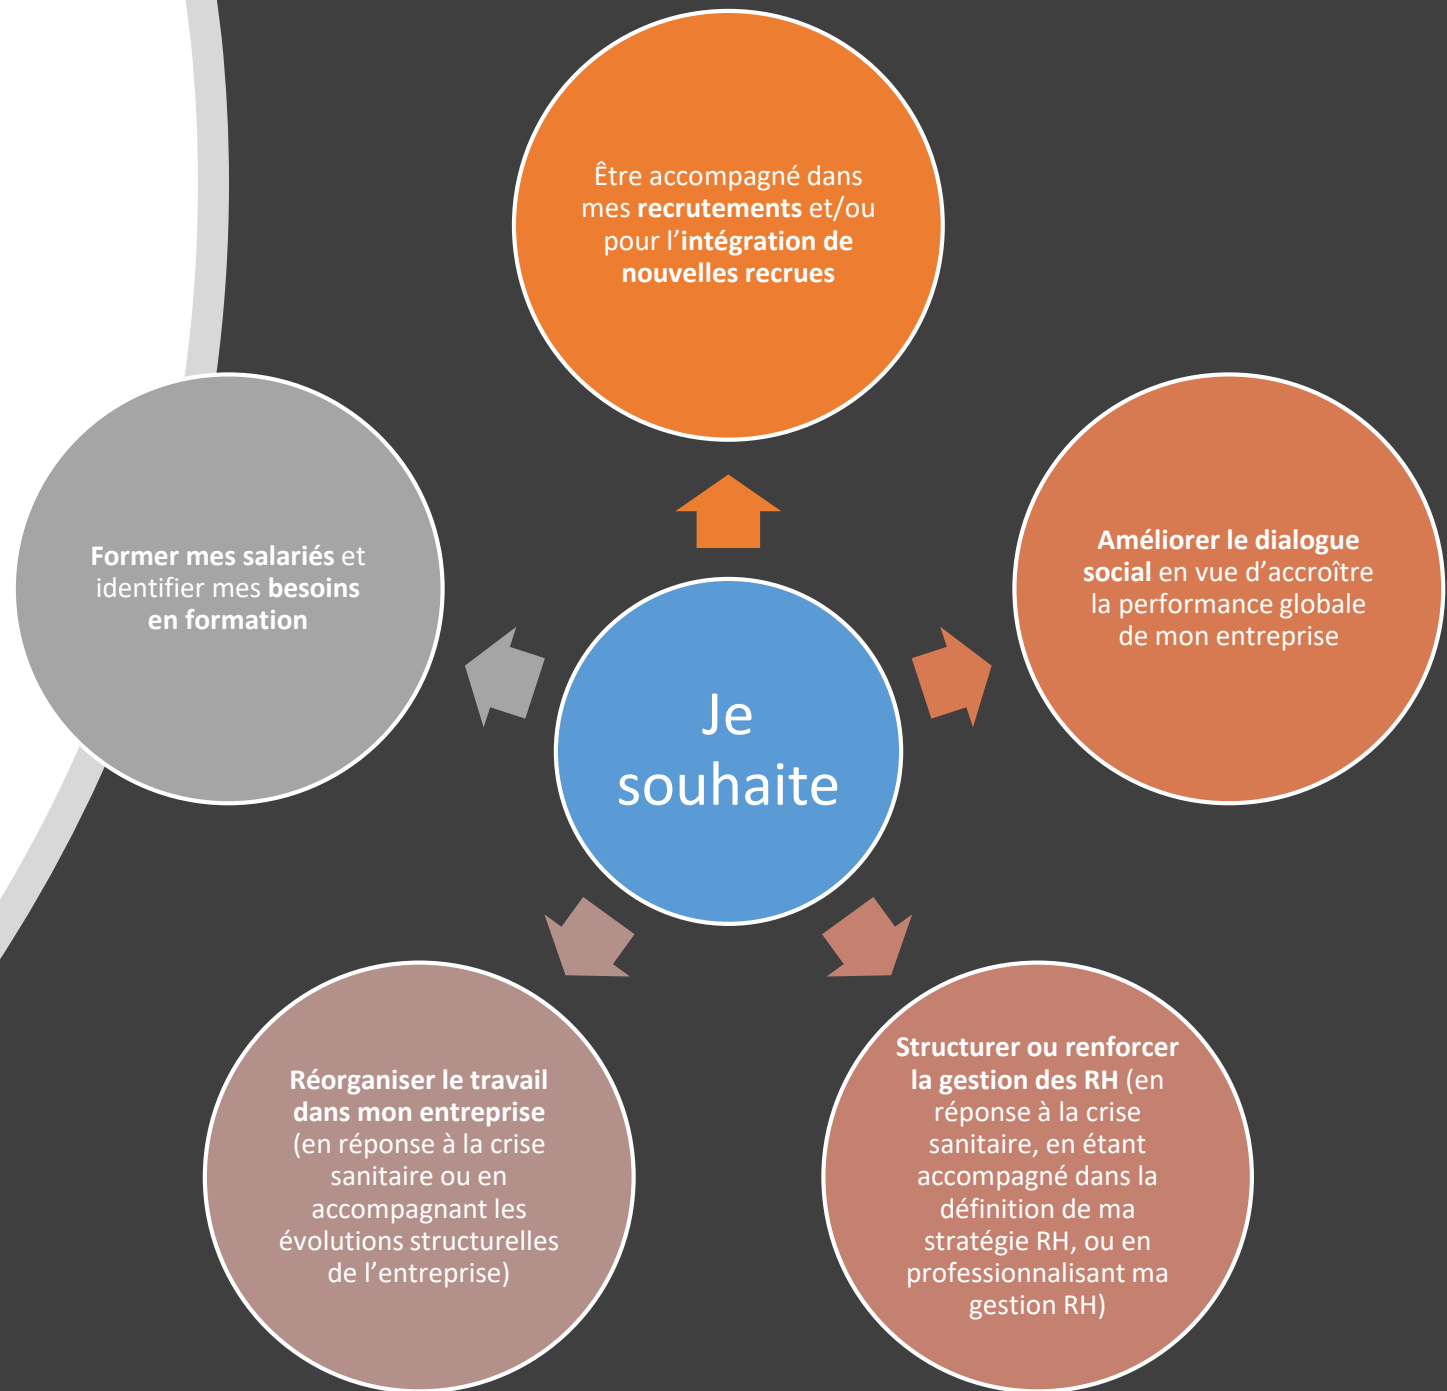 Être accompagné dans
mes recrutements et/ou
pour l’intégration de
nouvelles recrues
Former mes salariés et
identifier mes besoins
en formation
Améliorer le dialogue
social en vue d’accroître
la performance globale
de mon entreprise
Je
souhaite
Réorganiser le travail
dans mon entreprise
(en réponse à la crise
sanitaire ou en
accompagnant les
évolutions structurelles
de l’entreprise)
Structurer ou renforcer
la gestion des RH (en
réponse à la crise
sanitaire, en étant
accompagné dans la
définition de ma
stratégie RH, ou en
professionnalisant ma
gestion RH)